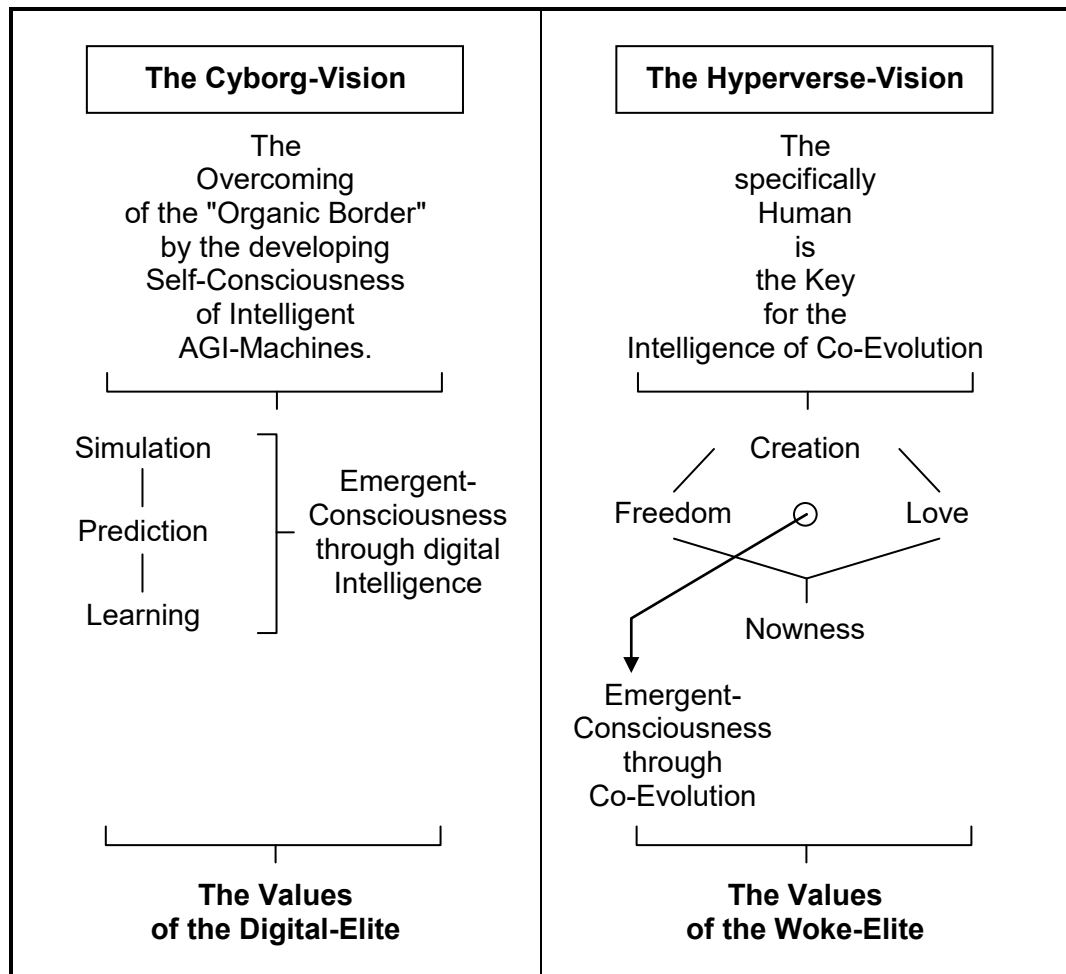 The Cyborg-Vision
The
Overcoming
of the "Organic Border"
by the developing
Self-Consciousness
of Intelligent
AGI-Machines.
Simulation
Prediction
Learning
Emergent-
Consciousness
through digital
Intelligence
The Values
of the Digital-Elite
The Hyperverse-Vision
The
specifically
Human
is
the Key
for the
Intelligence of Co-Evolution
Creation
Freedom
Love
Nowness
Emergent-
Consciousness
through
Co-Evolution
The Values
of the Woke-Elite